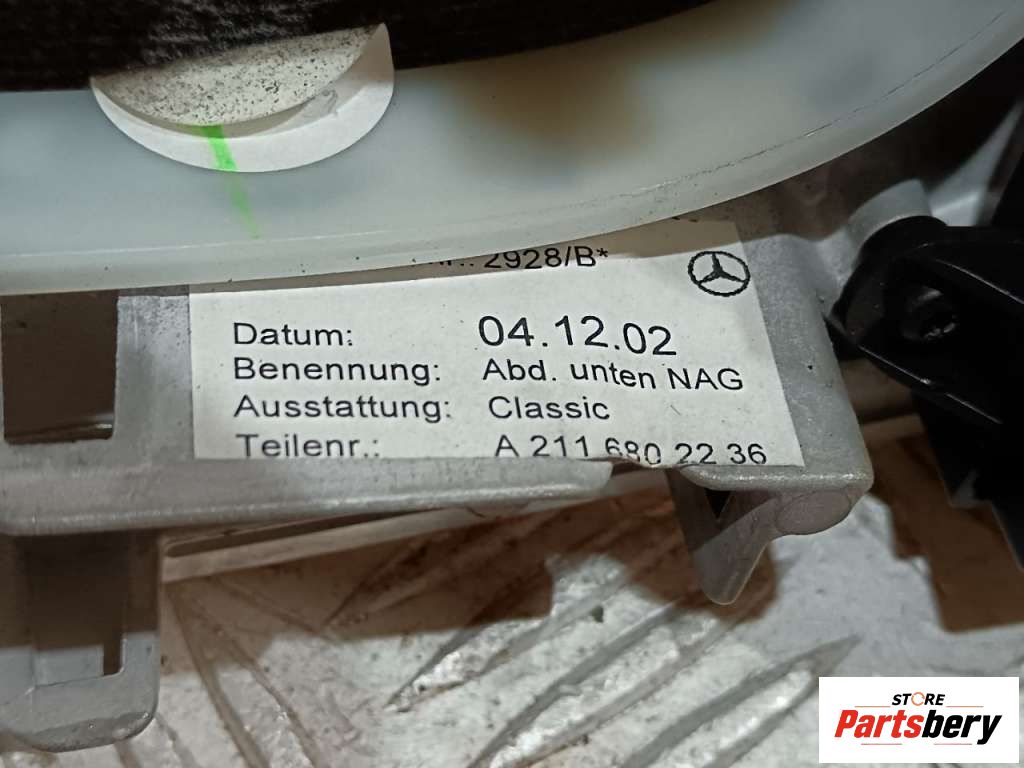 2928/B*
Datum: 04.12.02
Benennung: Abd. unten NAG
Ausstattung: Classic
Teilenr.: A 211 680 22 36
STORE
Partsbery